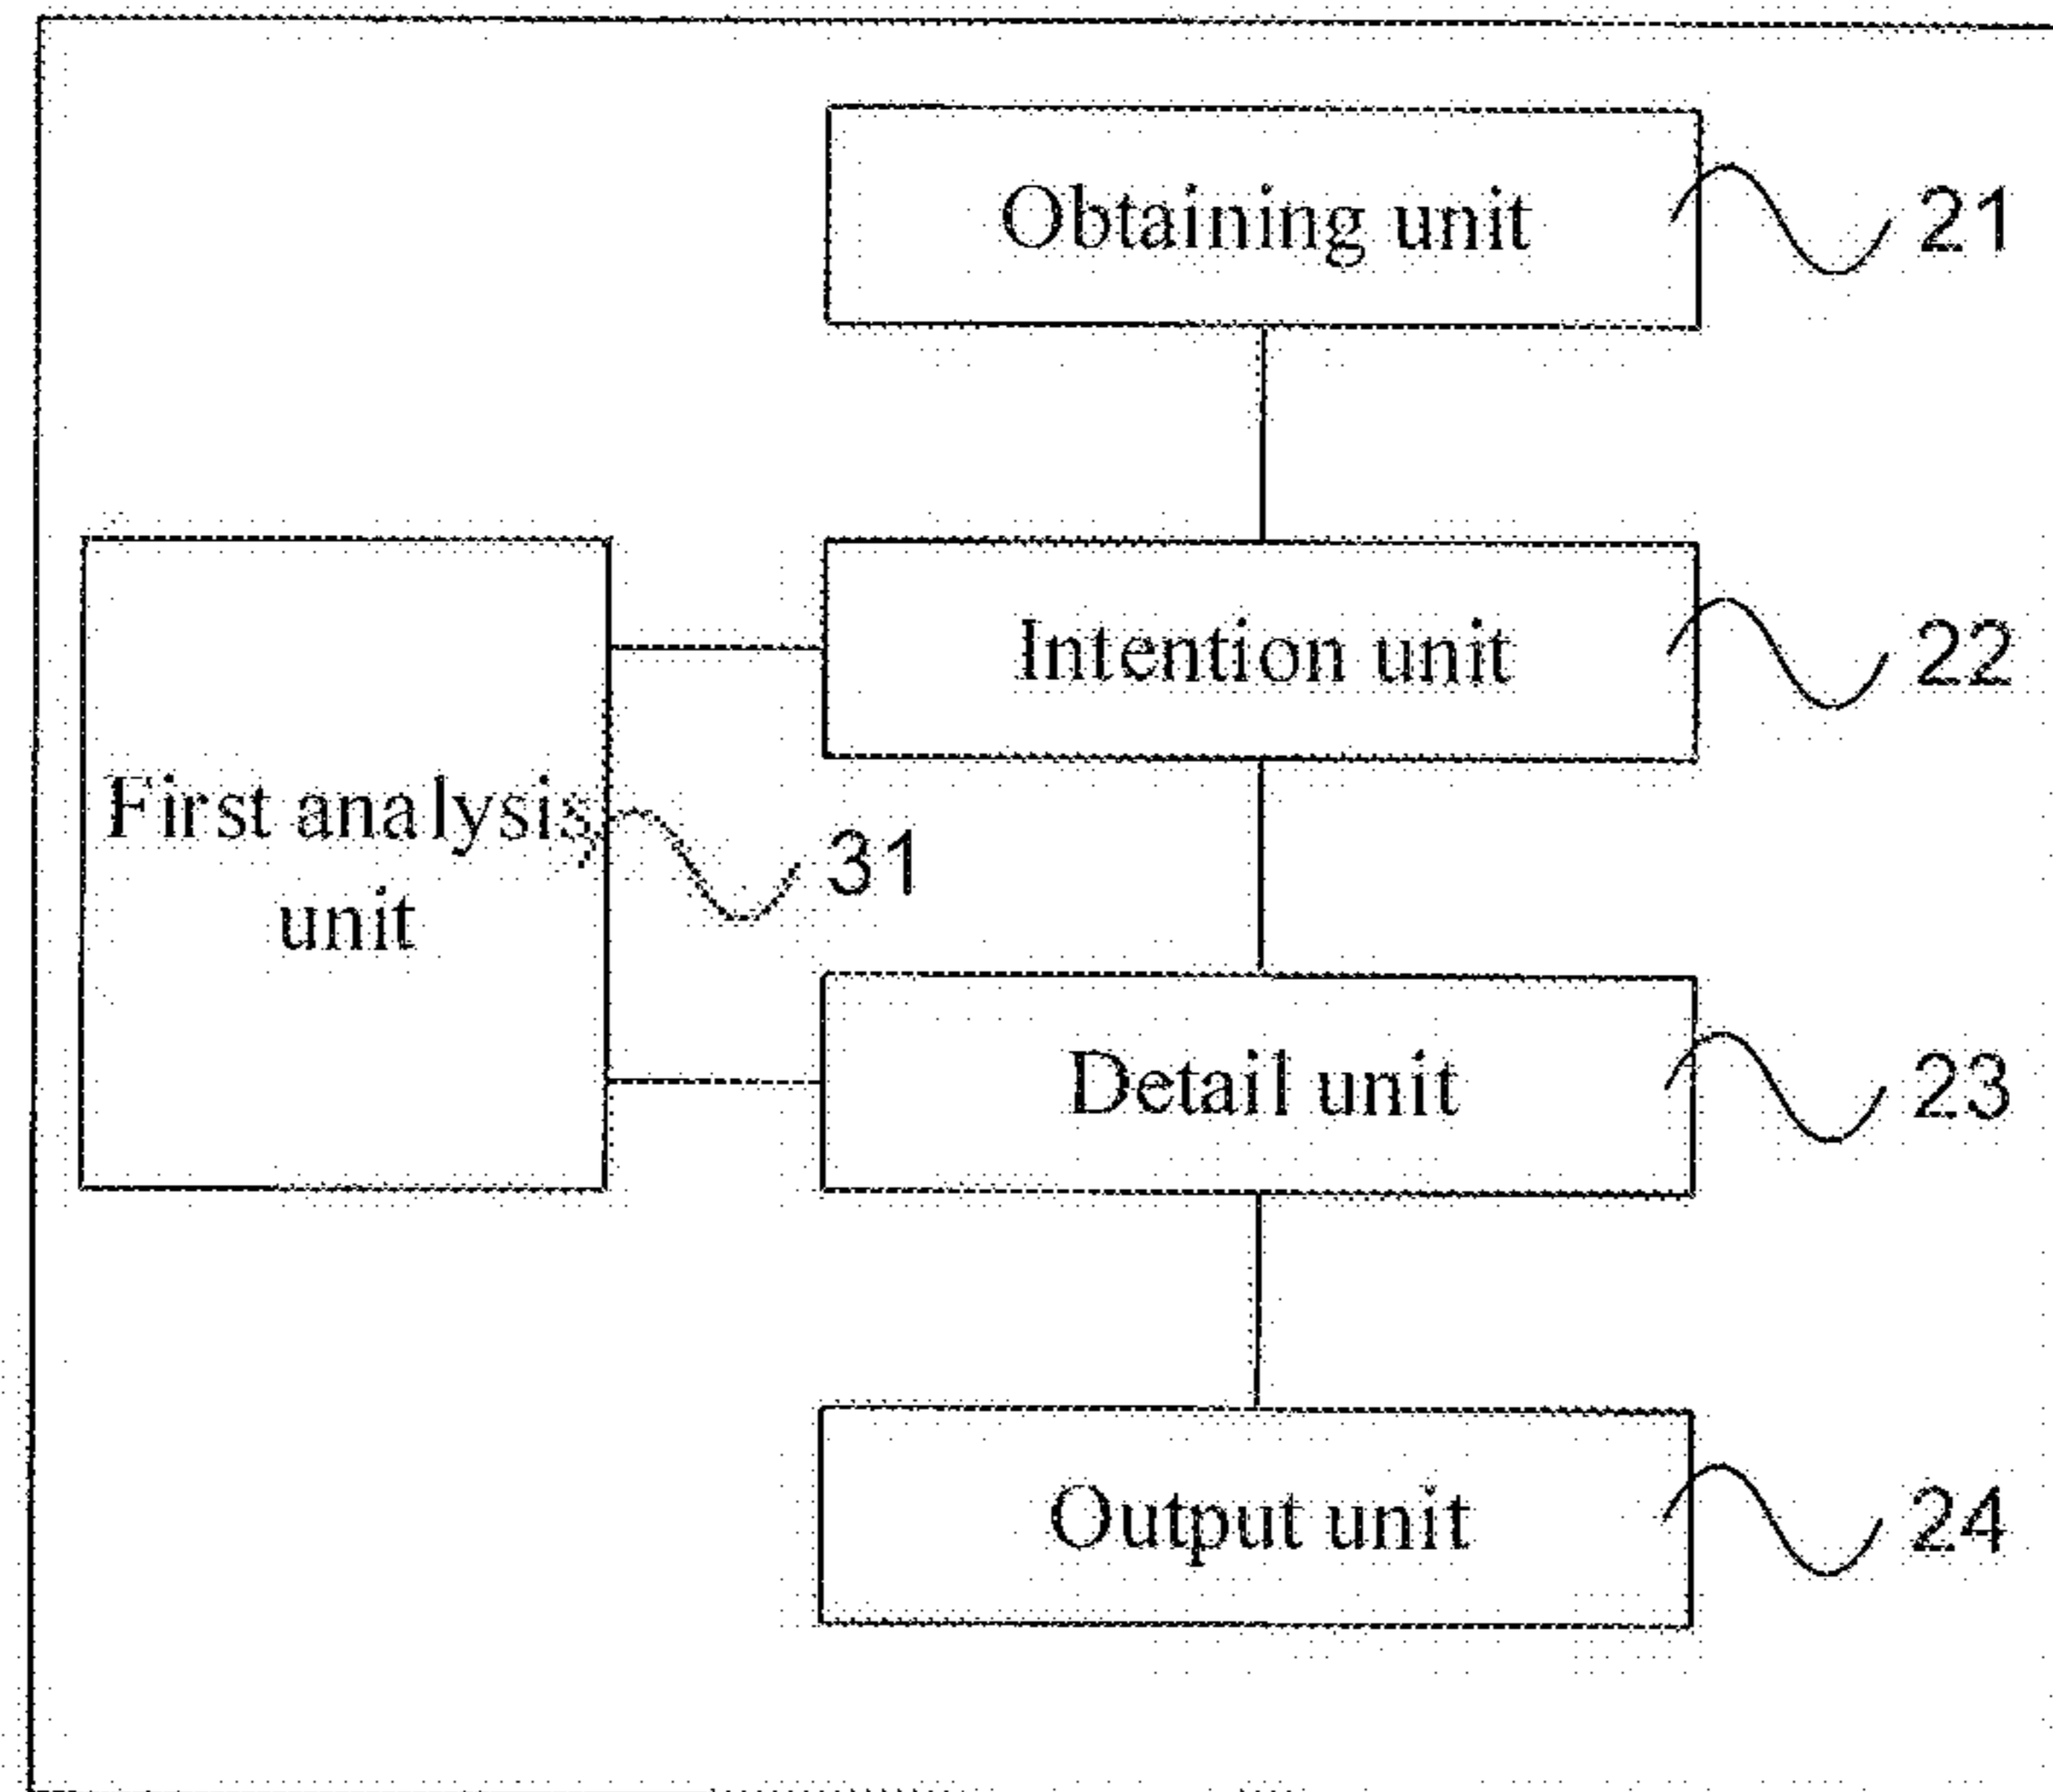 Obtaining unit
21
Intention unit
22
First analysis
unit
31
Detail unit
23
Output unit
24